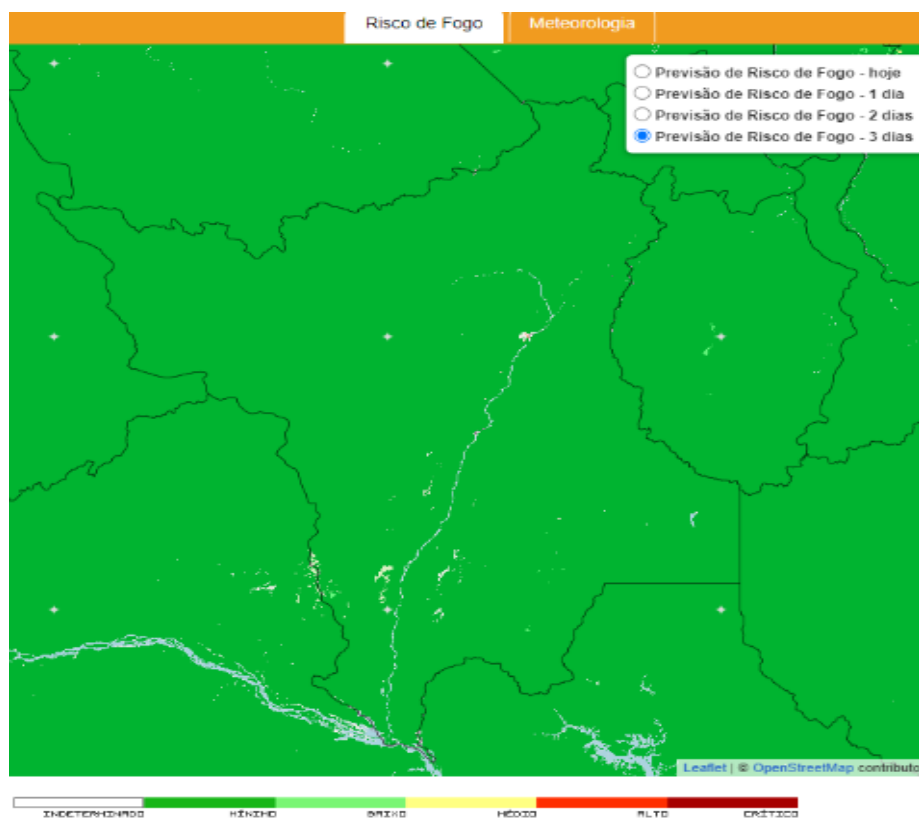 Risco de Fogo
Meteorologia
Previsão de Risco de Fogo - hoje
Previsão de Risco de Fogo - 1 dia
Previsão de Risco de Fogo - 2 dias
Previsão de Risco de Fogo - 3 dias
Leaflet | © OpenStreetMap contributo
INDETERMINADO MÍNIMO BAIXO MÉDIO ALTO CRÍTICO